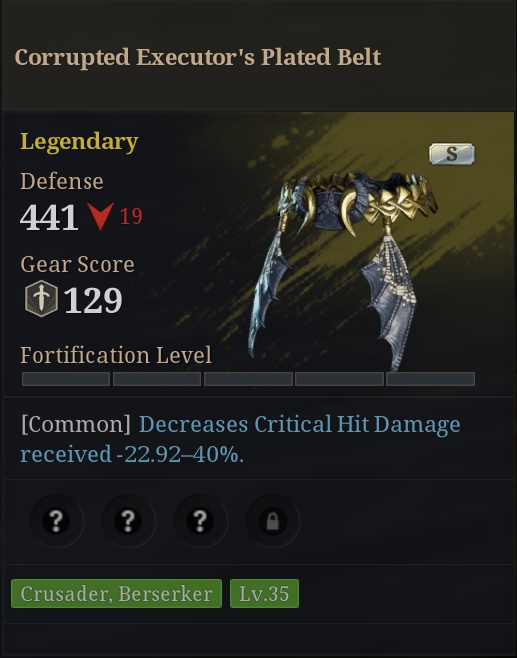 Corrupted Executor's Plated Belt
Legendary
S
Defense
441 19
Gear Score
129
Fortification Level
[Common] Decreases Critical Hit Damage
received -22.92–40%.
? ? ?
Crusader, Berserker Lv.35